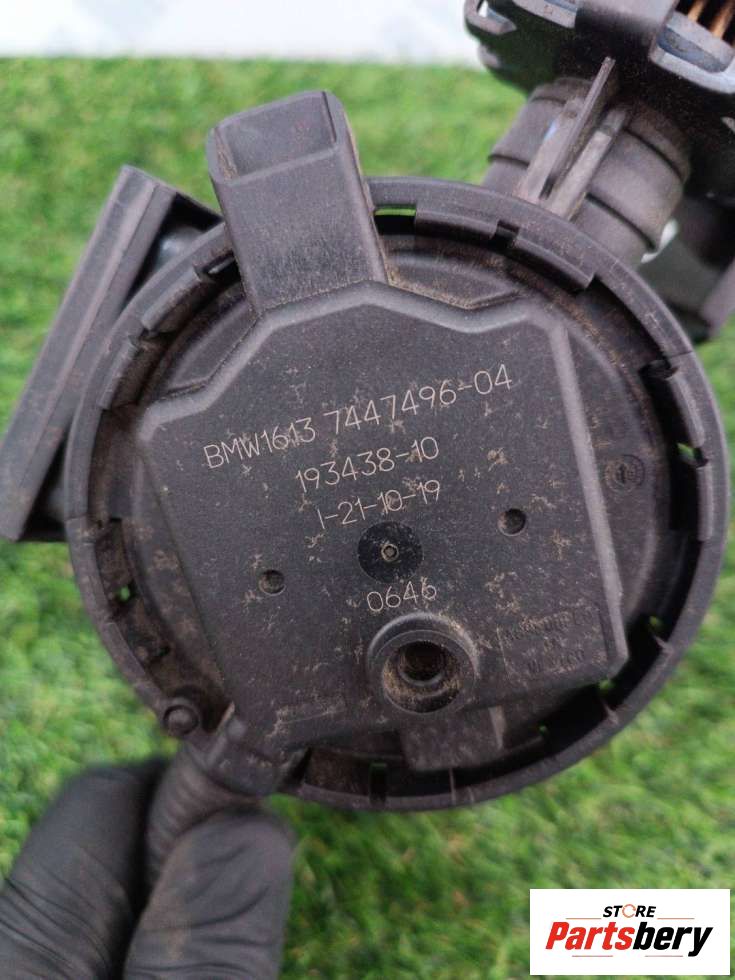 BMW1613 7447496-04
193438-10
I-21-10-19
0646
STORE
Partsbery